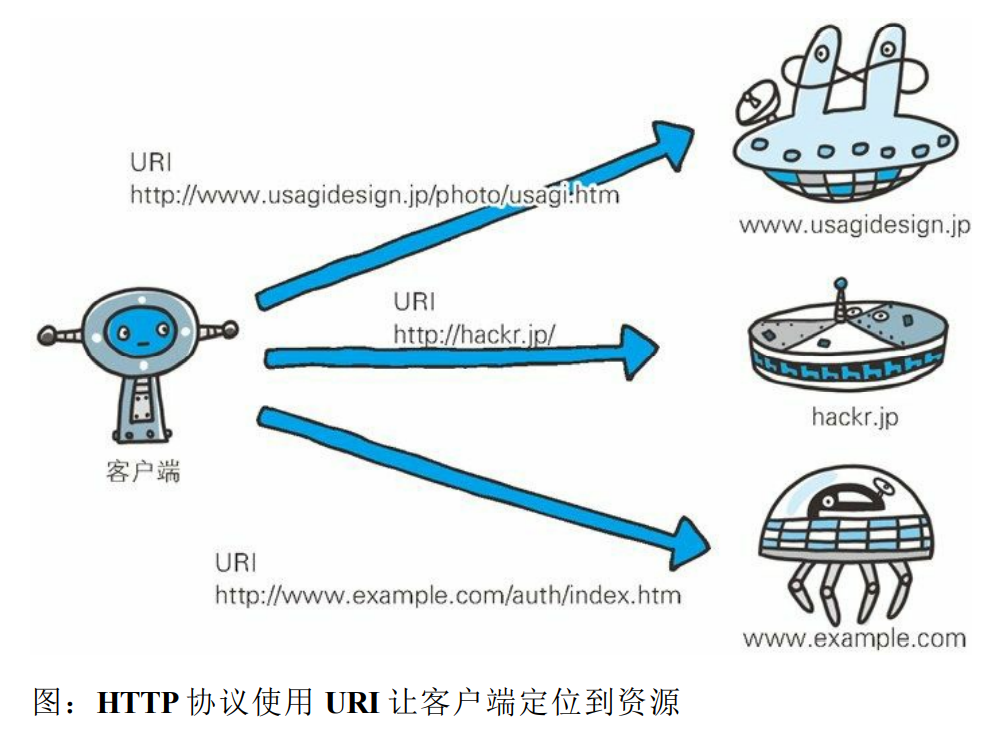 URI
http://www.usagidesign.jp/photo/usagi.htm
www.usagidesign.jp
URI
http://hackr.jp/
hackr.jp
客户端
URI
http://www.example.com/auth/index.htm
www.example.com
图：HTTP 协议使用 URI 让客户端定位到资源